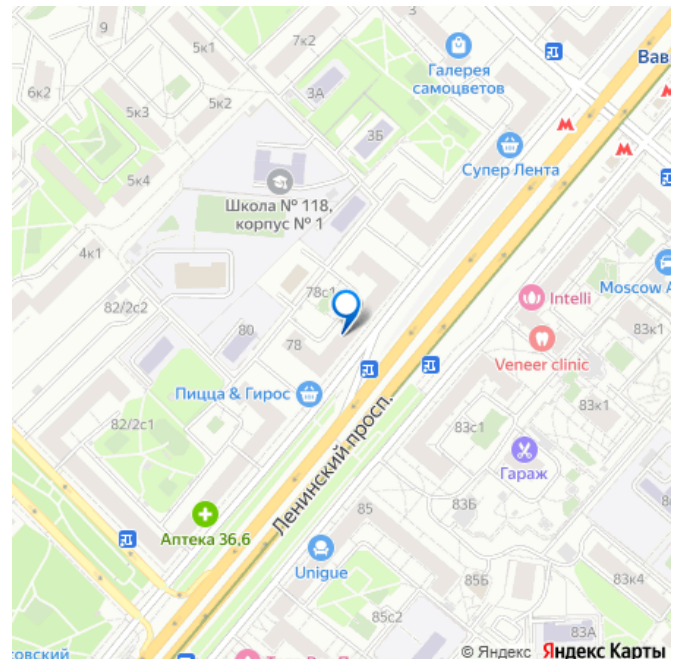 9
5к1
7к2
3
Галерея
самоцветов
Вав
6к2
5к3
5к2
3А
3Б
Супер Лента
5к4
Школа № 118,
корпус № 1
4к1
78с1
Intelli
Moscow A
82/2с2
80
78
83к1
Veneer clinic
Пицца & Гирос
83к1
82/2с1
83с1
Гараж
Ленинский просп.
85
83Б
Аптека 36,6
Unigue
85Б
83к4
85с2
83А
совский
© Яндекс Яндекс Карты